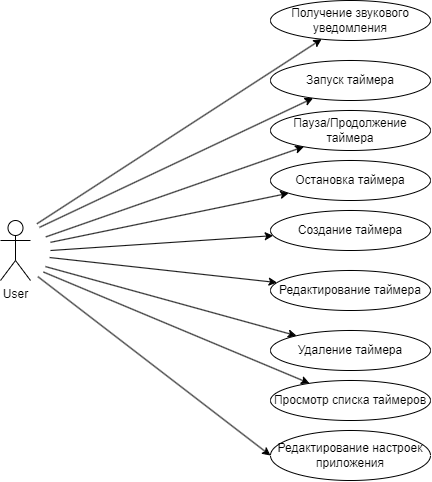 Получение звукового
уведомления
Запуск таймера
Пауза/Продолжение
таймера
Остановка таймера
Создание таймера
User
Редактирование таймера
Удаление таймера
Просмотр списка таймеров
Редактирование настроек
приложения